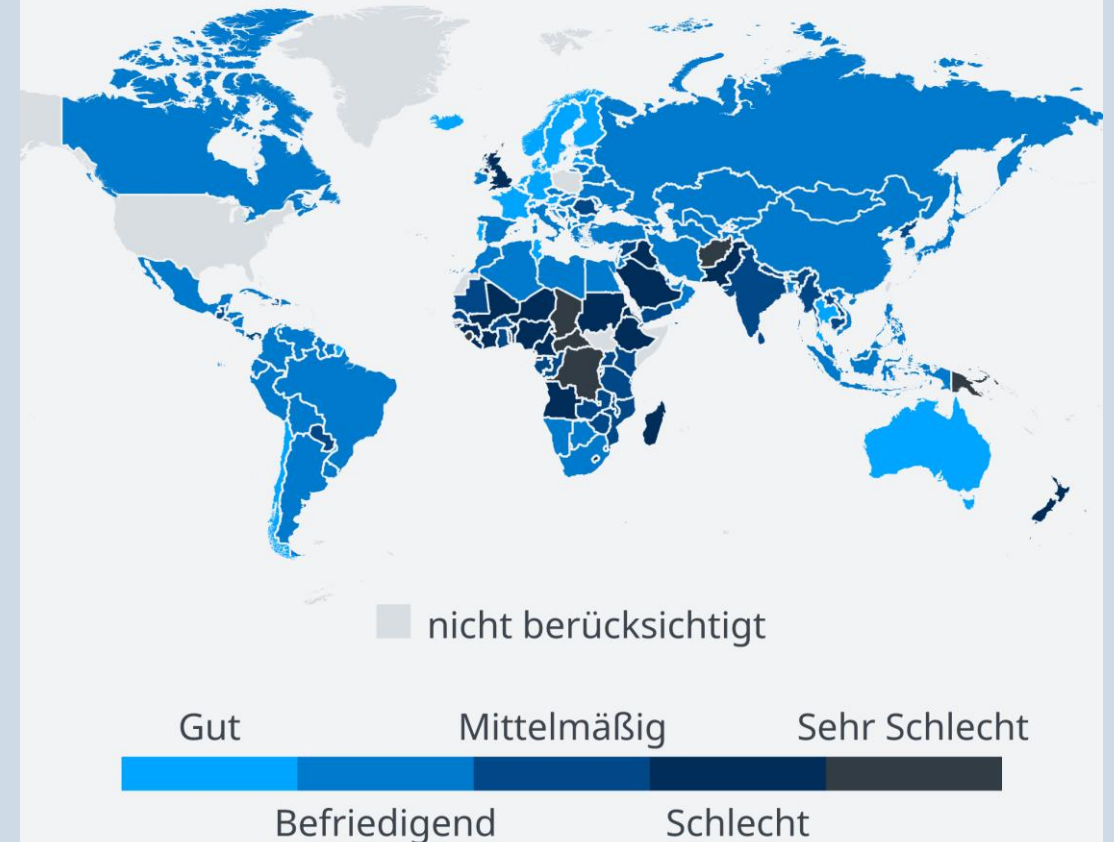 nicht berücksichtigt
Gut
Mittelmäßig
Sehr Schlecht
Befriedigend
Schlecht